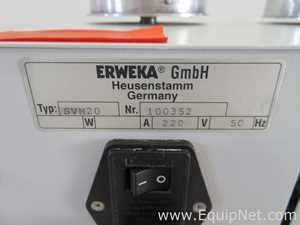 ERWEKA® GmbH
Heusenstamm
Germany
Typ: SVM20 Nr. 100352
W A 220 V 50 Hz
- O
www.EquipNet.com